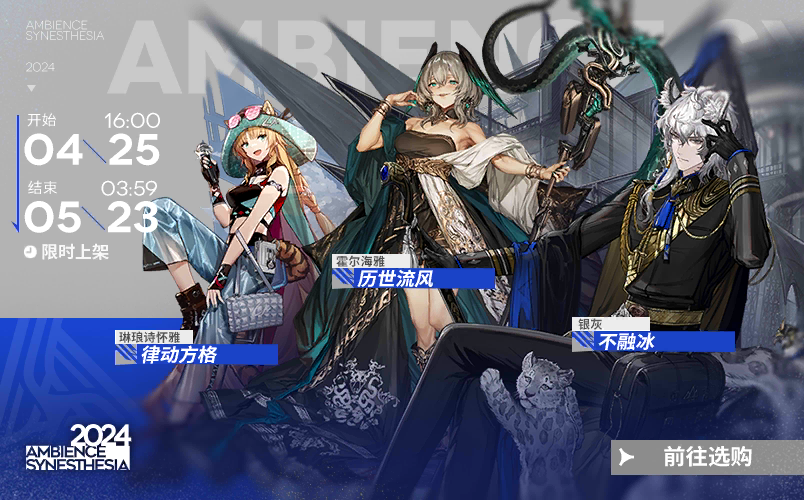 AMBIENCE
SYNESTHESIA
2024
AMBIENCE SY
开始 16:00
04 25
结束 03:59
05 23
限时上架
霍尔海雅
历世流风
银灰
不融冰
琳琅诗怀雅
律动方格
2024
AMBIENCE
SYNESTHESIA
前往选购